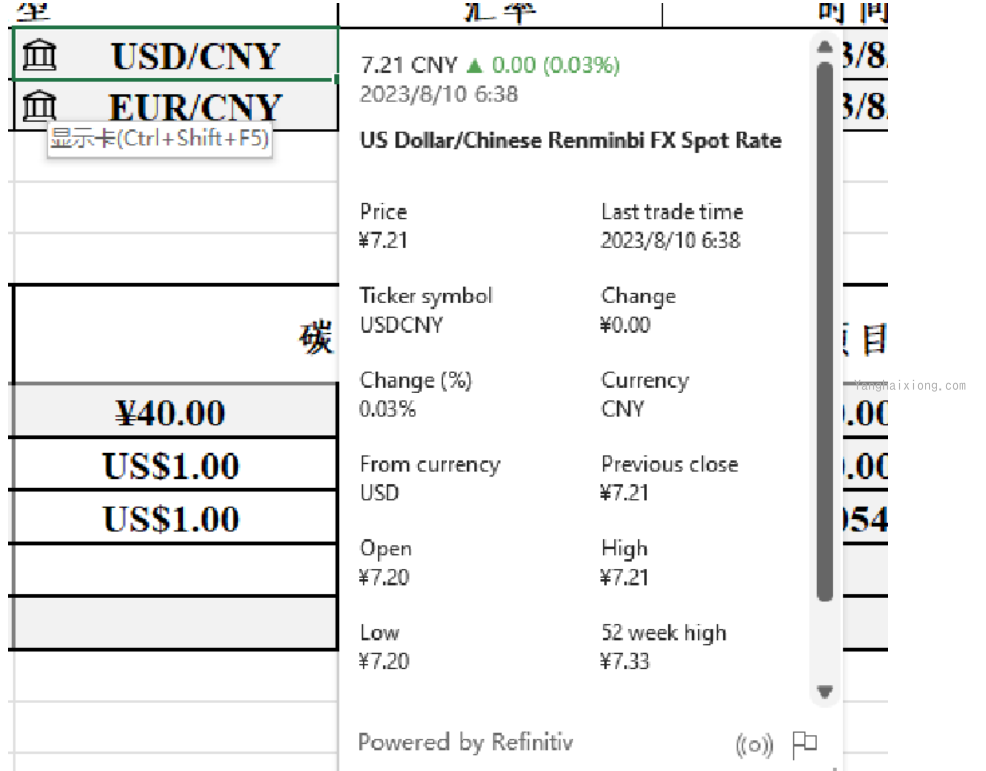 型 汇率 时间
USD/CNY
EUR/CNY
显示卡(Ctrl+Shift+F5)
7.21 CNY ▲ 0.00 (0.03%)
2023/8/10 6:38
US Dollar/Chinese Renminbi FX Spot Rate
Price Last trade time
¥7.21 2023/8/10 6:38
Ticker symbol Change
USDCNY ¥0.00
Change (%) Currency
0.03% CNY
From currency Previous close
USD ¥7.21
Open High
¥7.20 ¥7.21
Low 52 week high
¥7.20 ¥7.33
Powered by Refinitiv
3/8
3/8
碳 目
¥40.00 .00
US$1.00 .00
US$1.00 054
Yanghaixiong.com